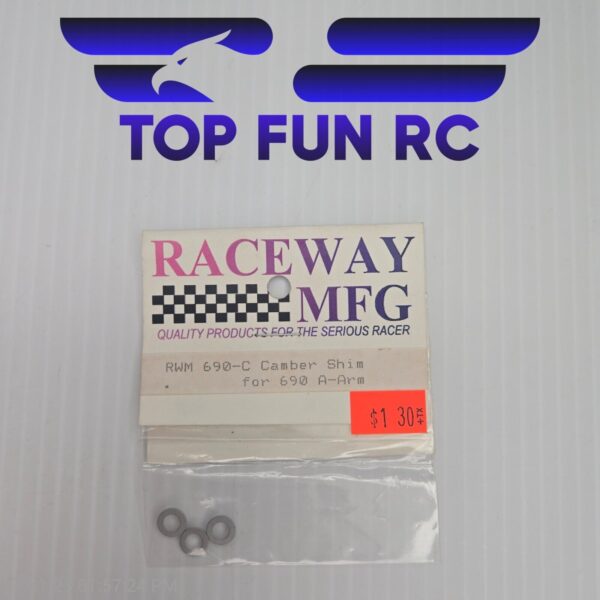 TOP FUN RC
RACEWAY
MFG
QUALITY PRODUCTS FOR THE SERIOUS RACER
RWM 690-C Camber Shim
for 690 A-Arm
$1 30